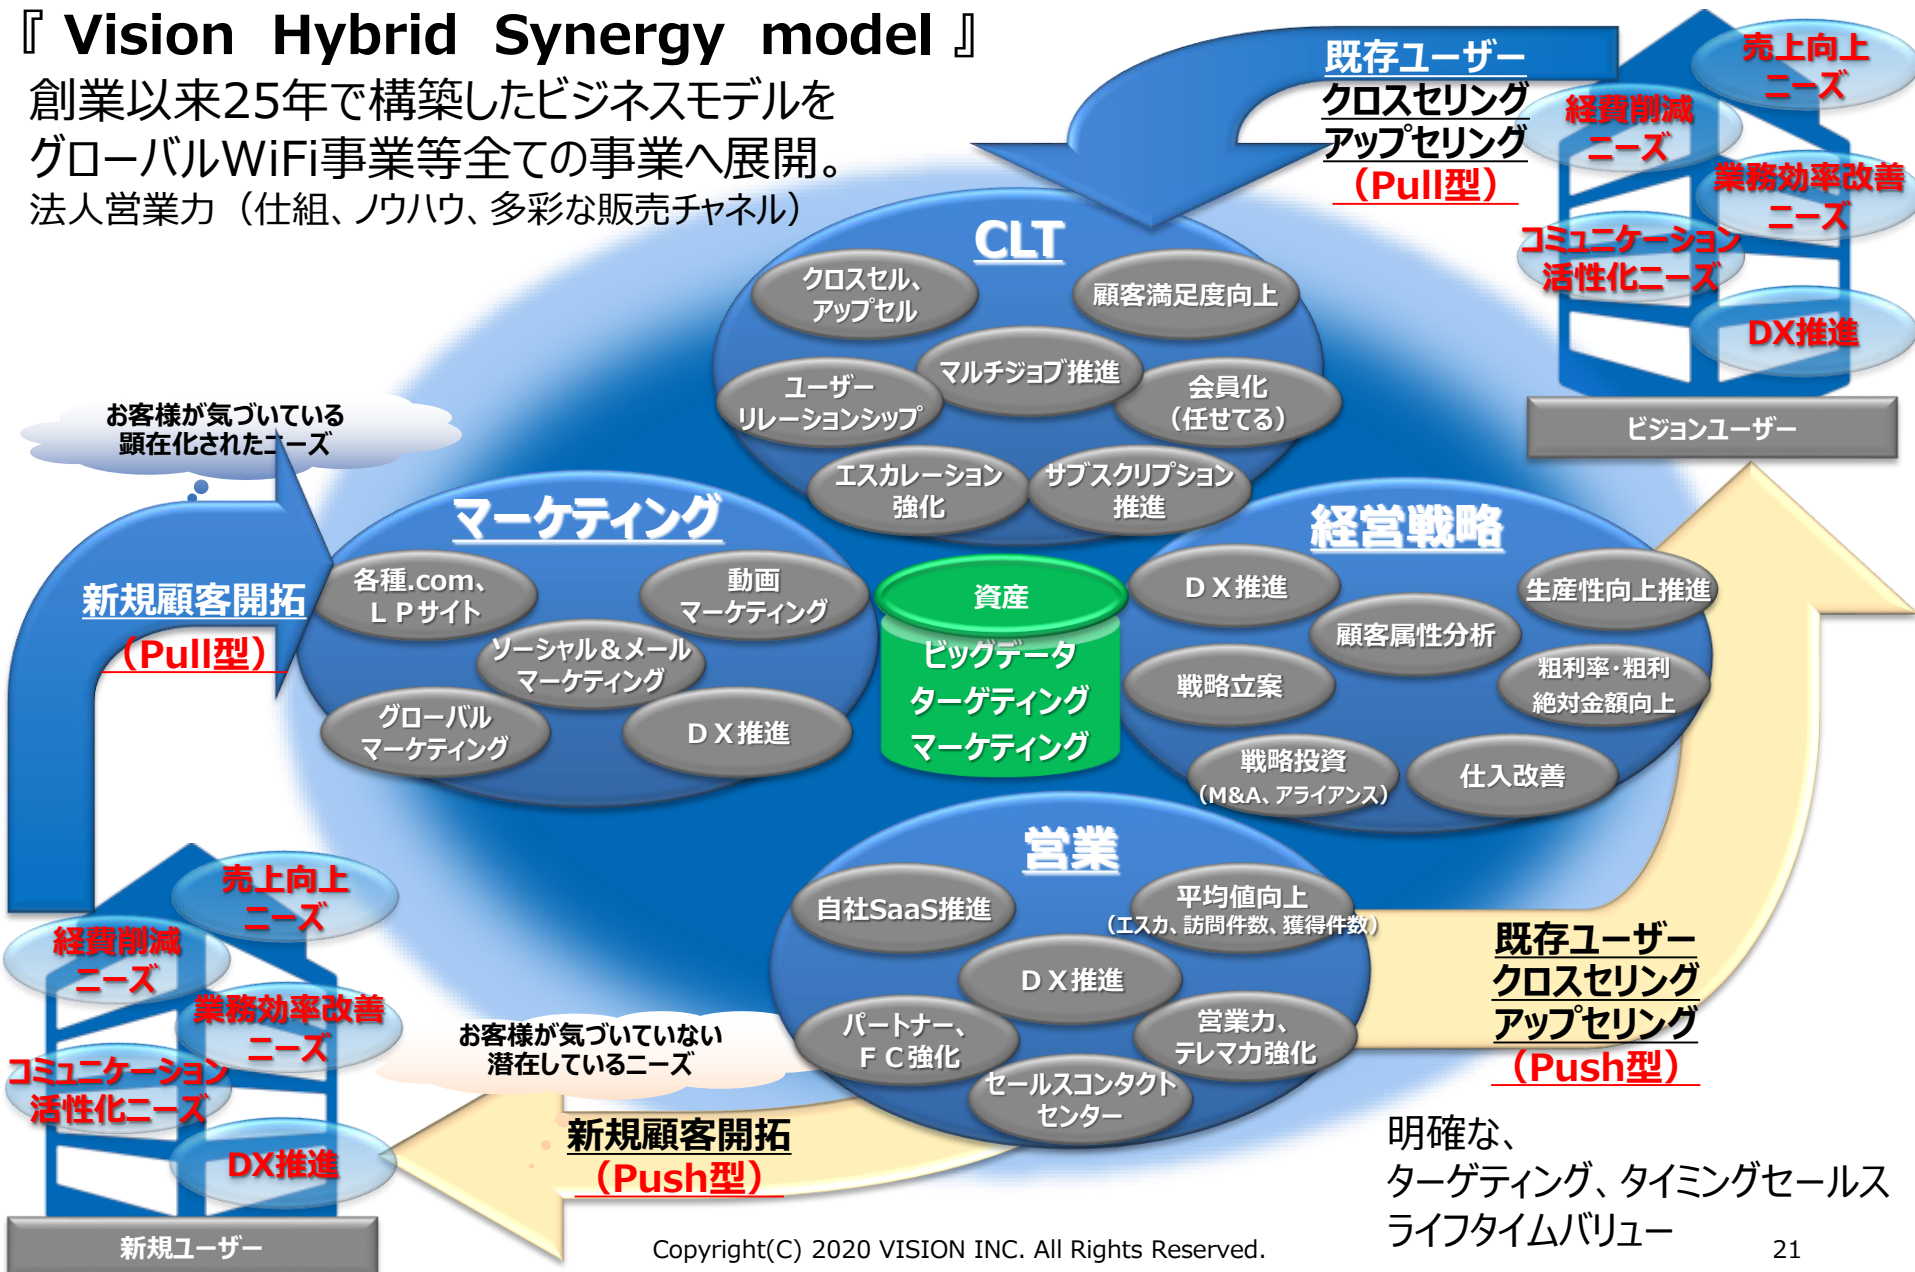 『 Vision Hybrid Synergy model 』
創業以来25年で構築したビジネスモデルを
グローバルWiFi事業等全ての事業へ展開。
法人営業力（仕組、ノウハウ、多彩な販売チャネル）
既存ユーザー
クロスセリング
アップセリング
（Pull型）
売上向上
ニーズ
経費削減
ニーズ
業務効率改善
ニーズ
コミュニケーション
活性化ニーズ
DX推進
ビジョンユーザー
CLT
クロスセル、
アップセル
顧客満足度向上
マルチジョブ推進
ユーザー
リレーションシップ
会員化
（任せてる）
エスカレーション
強化
サブスクリプション
推進
お客様が気づいている
顕在化されたニーズ
新規顧客開拓
（Pull型）
マーケティング
各種.com、
ＬＰサイト
動画
マーケティング
ソーシャル＆メール
マーケティング
グローバル
マーケティング
ＤＸ推進
資産
ビッグデータ
ターゲティング
マーケティング
経営戦略
ＤＸ推進
生産性向上推進
顧客属性分析
戦略立案
粗利率・粗利
絶対金額向上
戦略投資
（M&A、アライアンス）
仕入改善
営業
自社SaaS推進
平均値向上
（エスカ、訪問件数、獲得件数）
ＤＸ推進
パートナー、
ＦＣ強化
営業力、
テレマ力強化
セールスコンタクト
センター
既存ユーザー
クロスセリング
アップセリング
（Push型）
売上向上
ニーズ
経費削減
ニーズ
業務効率改善
ニーズ
コミュニケーション
活性化ニーズ
DX推進
新規ユーザー
お客様が気づいていない
潜在しているニーズ
新規顧客開拓
（Push型）
明確な、
ターゲティング、タイミングセールス
ライフタイムバリュー
Copyright(C) 2020 VISION INC. All Rights Reserved.
21